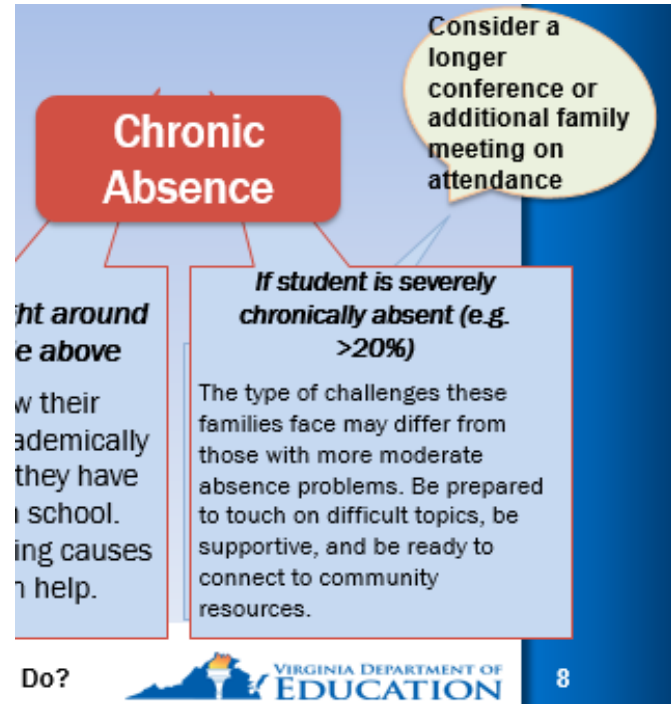 Consider a
longer
conference or
additional family
meeting on
attendance
Chronic
Absence
ht around
e above
w their
ademically
they have
school.
ing causes
help.
If student is severely
chronically absent (e.g.
>20%)
The type of challenges these
families face may differ from
those with more moderate
absence problems. Be prepared
to touch on difficult topics, be
supportive, and be ready to
connect to community
resources.
Do?
VIRGINIA DEPARTMENT OF
EDUCATION
8